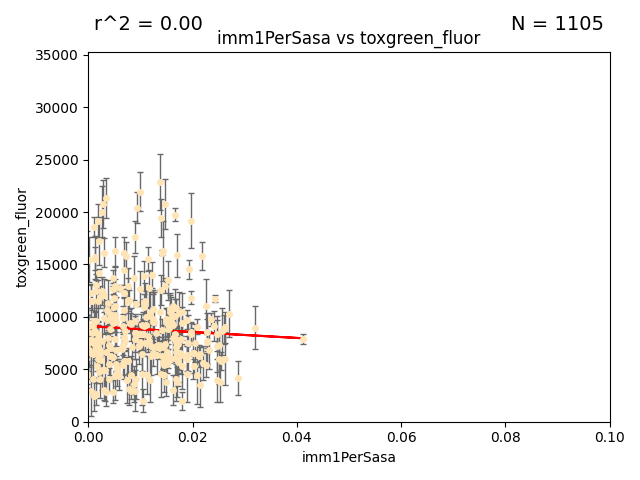 r^2 = 0.00
N = 1105
imm1PerSasa vs toxgreen_fluor
35000
30000
25000
20000
15000
10000
5000
0
toxgreen_fluor
0.00
0.02
0.04
0.06
0.08
0.10
imm1PerSasa